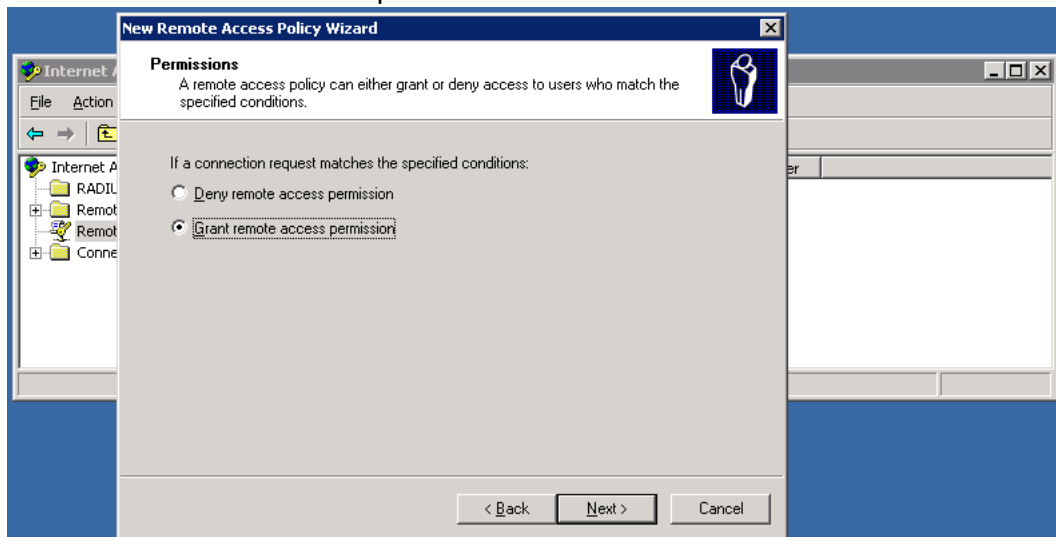 New Remote Access Policy Wizard
Internet A
File Action
Permissions
A remote access policy can either grant or deny access to users who match the
specified conditions.
Internet A
RADIU
Remot
Remot
Conne
er
If a connection request matches the specified conditions:
Deny remote access permission
Grant remote access permission
< Back Next > Cancel